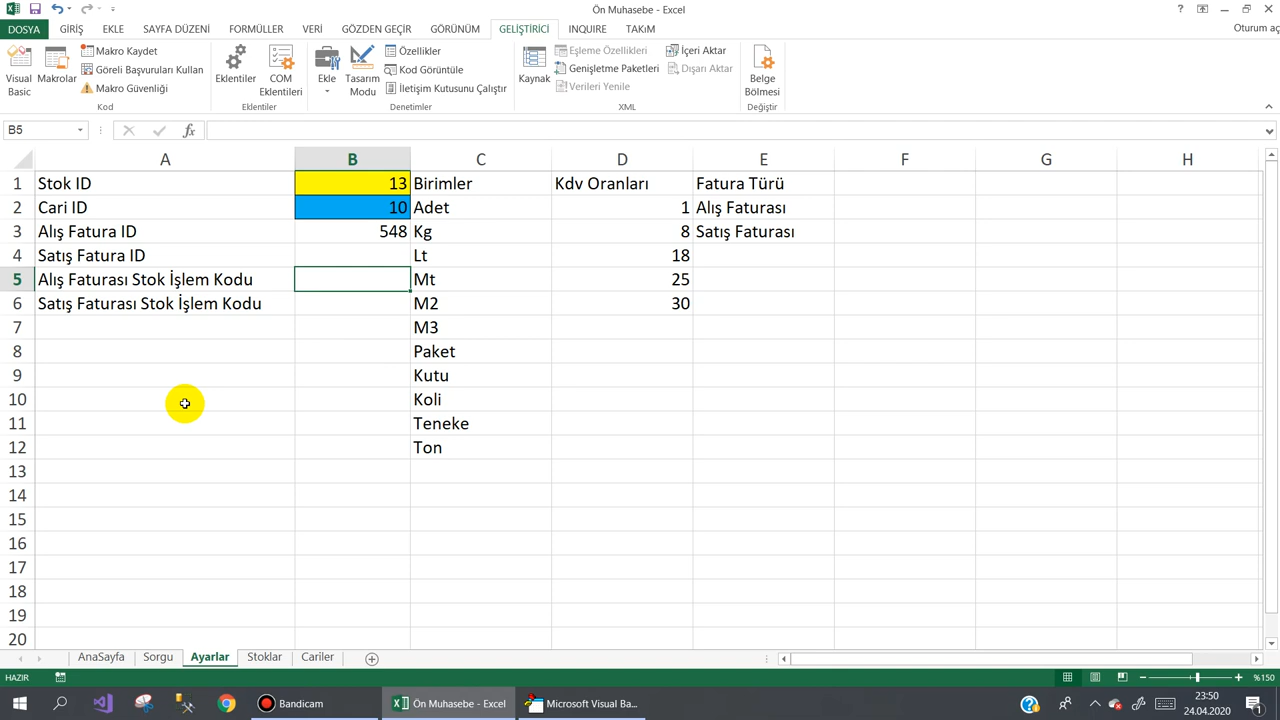 Ön Muhasebe - Excel
DOSYA GİRİŞ EKLE SAYFA DÜZENİ FORMÜLLER VERİ GÖZDEN GEÇİR GÖRÜNÜM GELİŞTİRİCİ INQUIRE TAKıM Oturum aç
Visual Basic
Makrolar
Makro Kaydet
Göreli Başvuruları Kullan
Makro Güvenliği
Kod
Eklentiler
COM Eklentileri
Eklentiler
Ekle
Tasarım Modu
Özellikler
Kod Görüntüle
İletişim Kutusunu Çalıştır
Denetimler
Kaynak
Eşleme Özellikleri
Genişletme Paketleri
Verileri Yenile
İçeri Aktar
Dışarı Aktar
XML
Belge Bölmesi
Değiştir
B5
fx
A B C D E F G H
1 Stok ID 13 Birimler Kdv Oranları Fatura Türü
2 Cari ID 10 Adet 1 Alış Faturası
3 Alış Fatura ID 548 Kg 8 Satış Faturası
4 Satış Fatura ID Lt 18
5 Alış Faturası Stok İşlem Kodu Mt 25
6 Satış Faturası Stok İşlem Kodu M2 30
7 M3
8 Paket
9 Kutu
10 Koli
11 Teneke
12 Ton
13
14
15
16
17
18
19
20
AnaSayfa Sorgu Ayarlar Stoklar Cariler
HAZIR %150
Bandicam Ön Muhasebe - Excel Microsoft Visual Ba...
23:50
24.04.2020